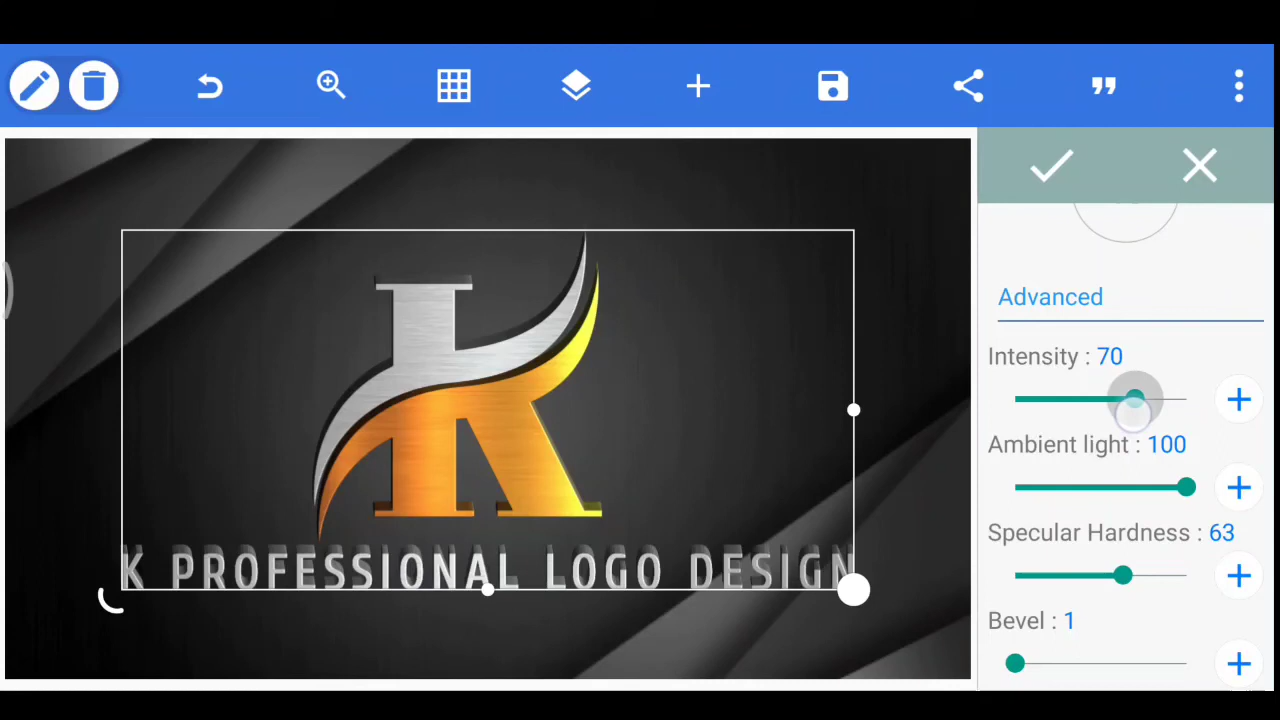 Advanced
Intensity : 70
Ambient light : 100
Specular Hardness : 63
Bevel : 1
K
K PROFESSIONAL LOGO DESIGN